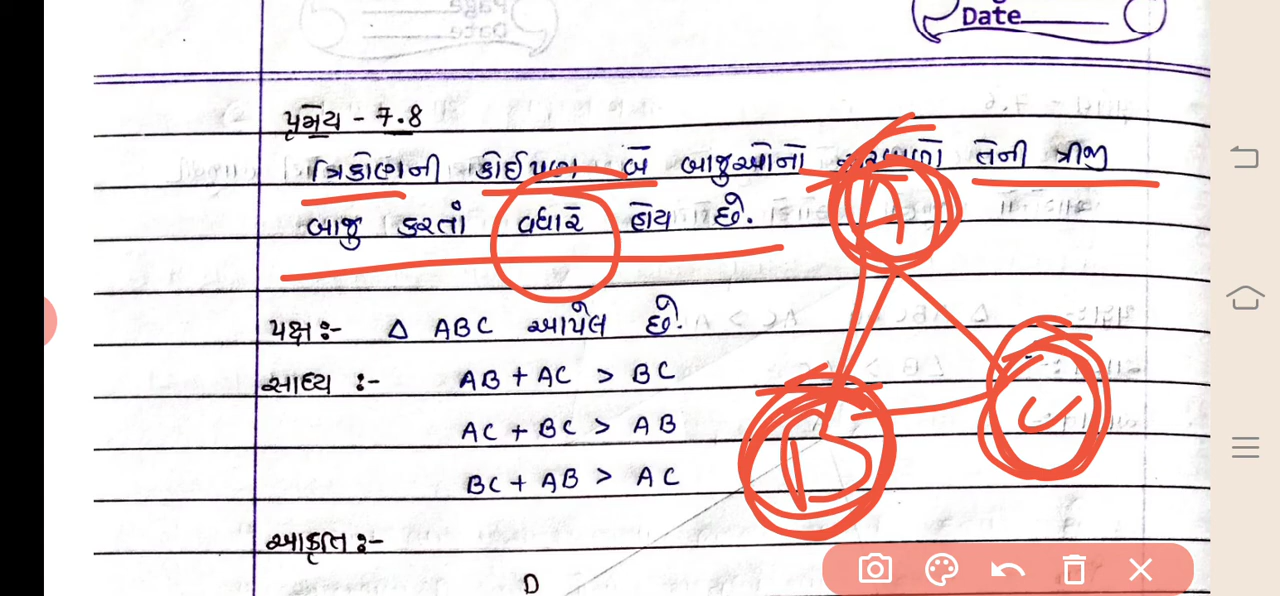 Date
પ્રમેય - 7.8
ત્રિકોણની કોઈપણ બે બાજુઓનો સરવાળો તેની ત્રીજી
બાજુ કરતાં વધારે હોય છે.
A
પક્ષ :- △ ABC આપેલ છે.
સાધ્ય :- AB + AC > BC
AC + BC > AB
BC + AB > AC
B C
આકૃતિ :-
D